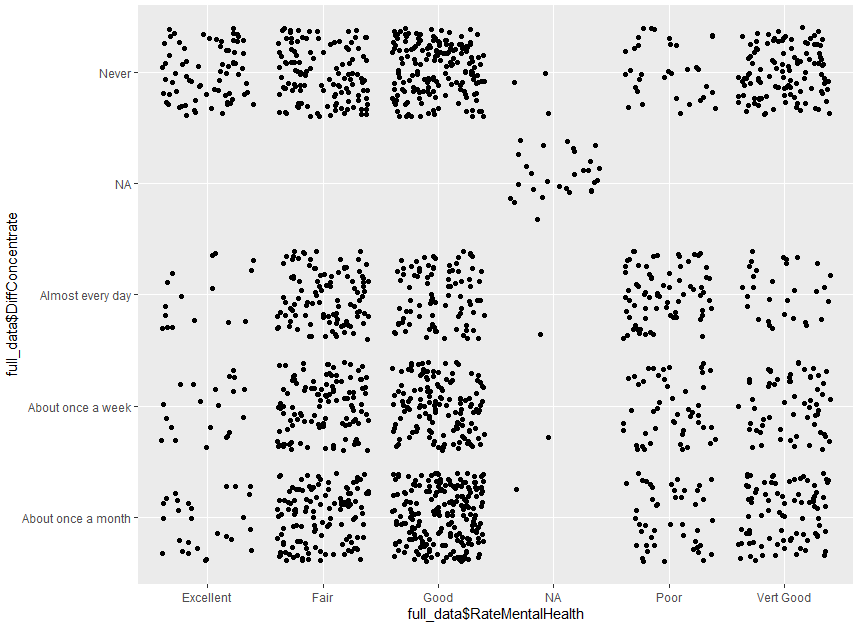 Never
NA
Almost every day
About once a week
About once a month
full_data$DiffConcentrate
Excellent
Fair
Good
NA
Poor
Vert Good
full_data$RateMentalHealth